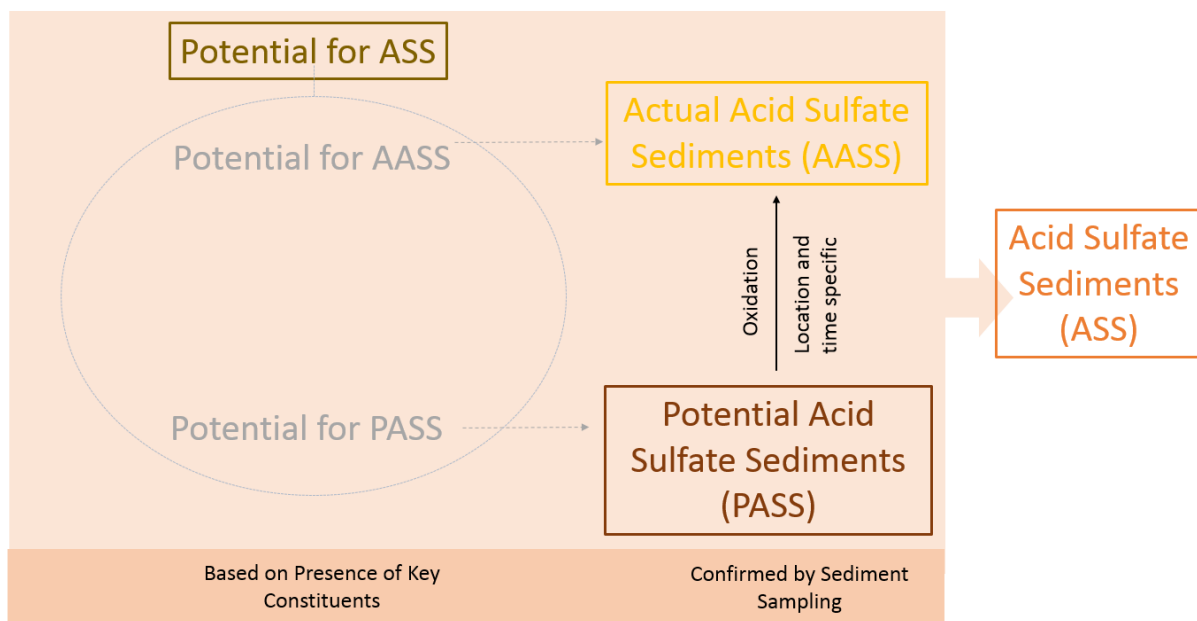 Potential for ASS
Potential for AASS
Actual Acid Sulfate
Sediments (AASS)
Oxidation
Location and
time specific
Acid Sulfate
Sediments
(ASS)
Potential for PASS
Potential Acid
Sulfate Sediments
(PASS)
Based on Presence of Key
Constituents
Confirmed by Sediment
Sampling